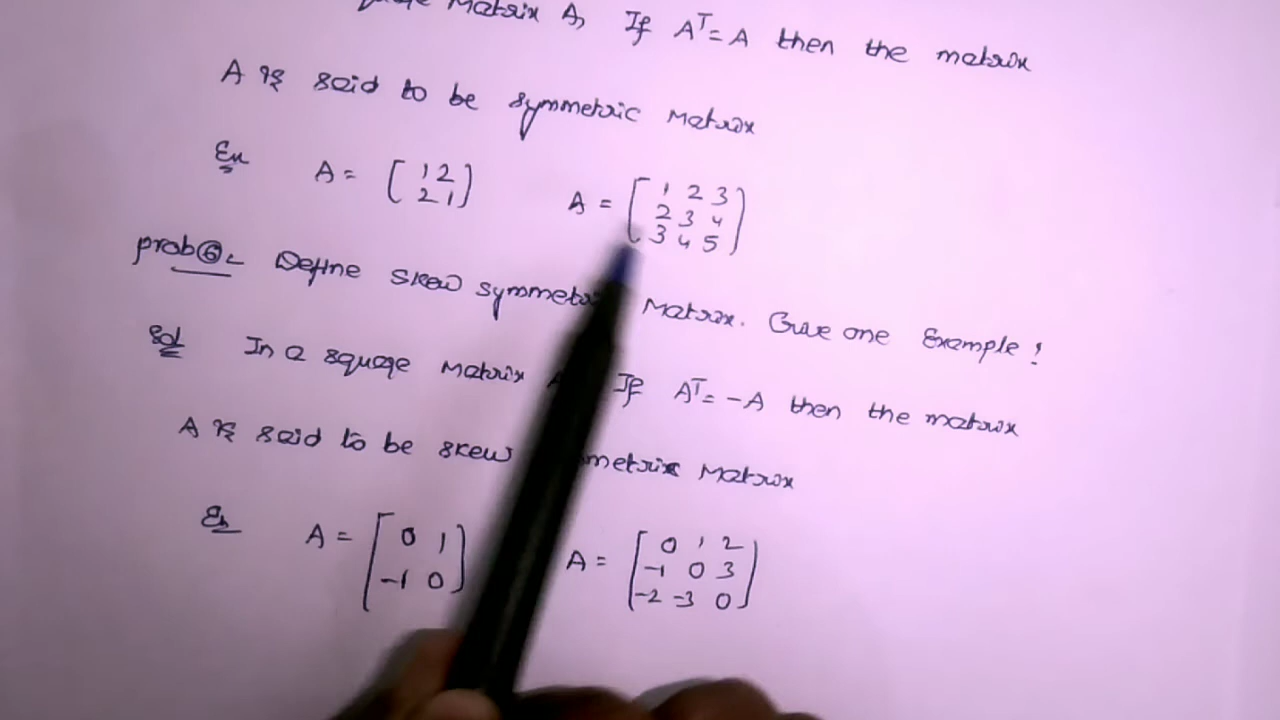 Matrix A, If Aᵀ=A then the matrix
A is said to be symmetric Matrix
Ex A = [1 2 2 1] A = [1 2 3 2 3 4 3 4 5]
prob⑥:- Define Skew symmetric Matrix. Give one Example!
Sol In a square Matrix If Aᵀ= -A then the matrix
A is said to be skew Matrix
Ex A = [0 1 -1 0] A = [0 1 2 -1 0 3 -2 -3 0]